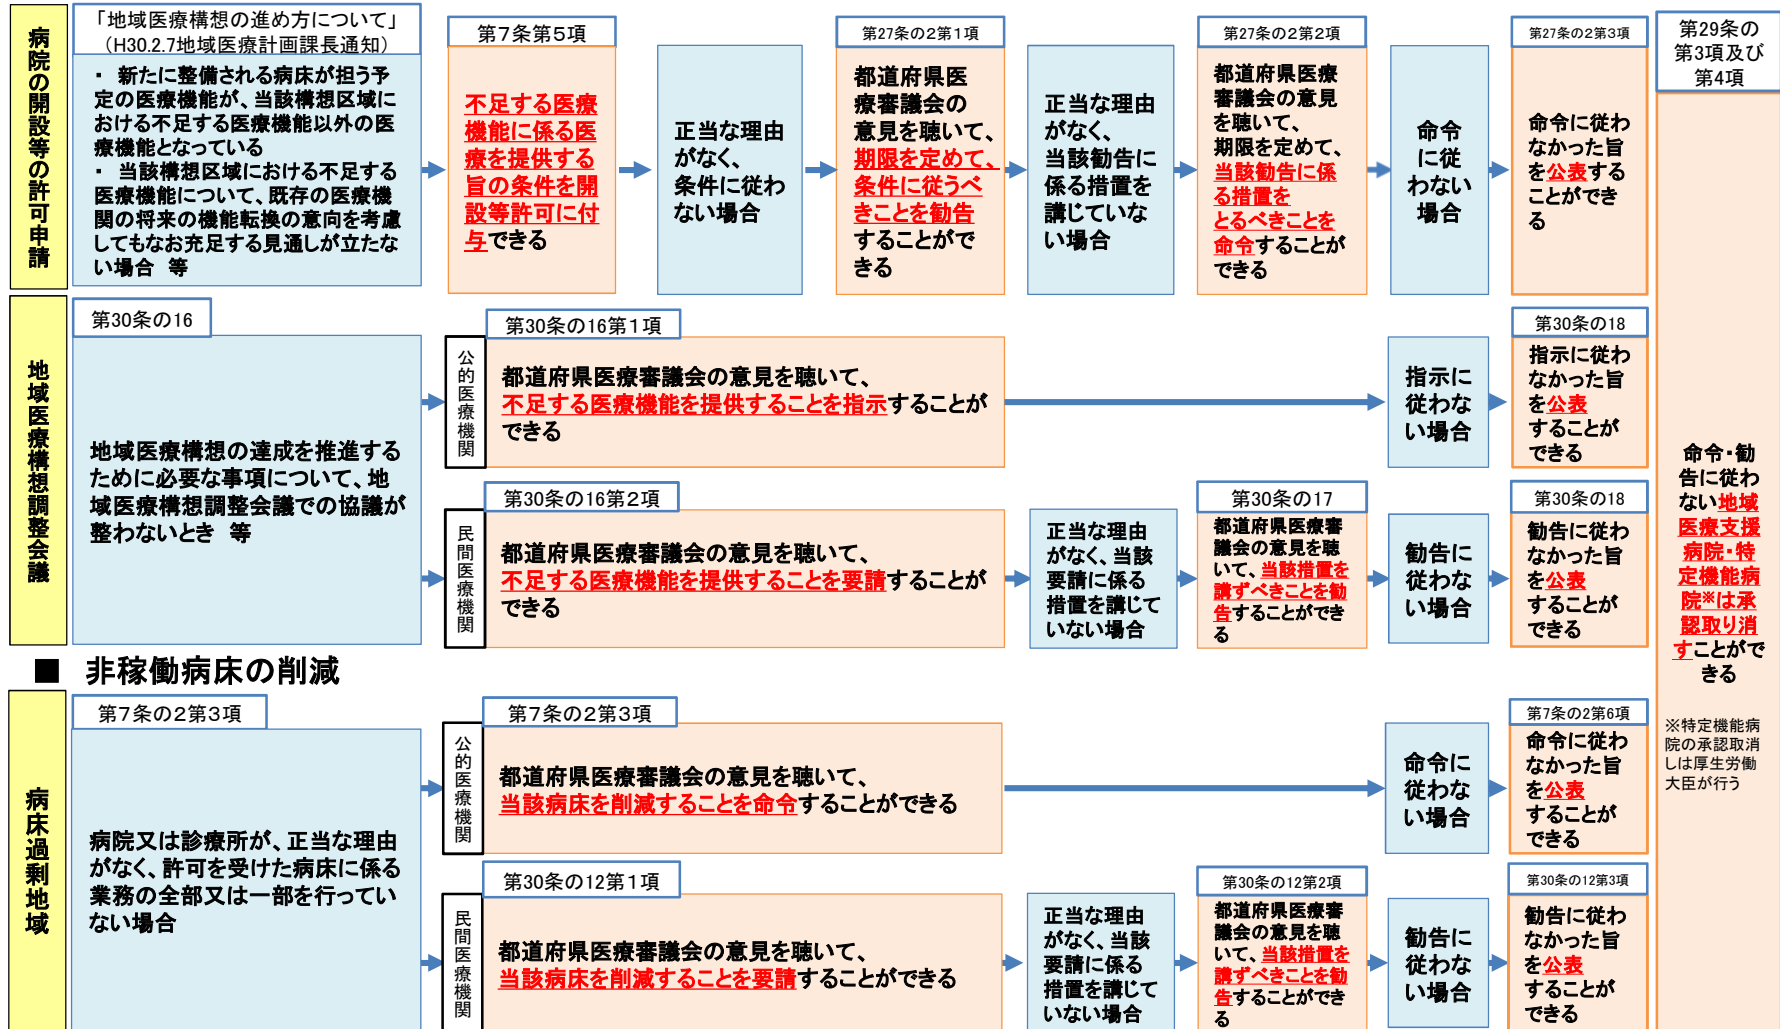 病院の開設等の許可申請
「地域医療構想の進め方について」
（H30.2.7地域医療計画課長通知）
・ 新たに整備される病床が担う予
定の医療機能が、当該構想区域に
おける不足する医療機能以外の医
療機能となっている
・ 当該構想区域における不足する
医療機能について、既存の医療機
関の将来の機能転換の意向を考慮
してもなお充足する見通しが立たな
い場合 等
第7条第5項
不足する医療
機能に係る医
療を提供する
旨の条件を開
設等許可に付
与できる
正当な理由
がなく、
条件に従わ
ない場合
第27条の2第1項
都道府県医
療審議会の
意見を聴いて、
期限を定めて、
条件に従うべ
きことを勧告
することがで
きる
正当な理由
がなく、
当該勧告に
係る措置を
講じていな
い場合
第27条の2第2項
都道府県医療
審議会の意見
を聴いて、
期限を定めて、
当該勧告に係
る措置を
とるべきことを
命令することが
できる
命令
に従
わない
場合
第27条の2第3項
命令に従わ
なかった旨
を公表する
ことができ
る
第29条の
第3項及び
第4項
命令・勧
告に従わ
ない地域
医療支援
病院・特
定機能病
院※は承
認取り消
すことがで
きる
※特定機能病
院の承認取消
しは厚生労働
大臣が行う
地域医療構想調整会議
第30条の16
地域医療構想の達成を推進する
ために必要な事項について、地
域医療構想調整会議での協議が
整わないとき 等
公的医療機関
第30条の16第1項
都道府県医療審議会の意見を聴いて、
不足する医療機能を提供することを指示することが
できる
指示に
従わな
い場合
第30条の18
指示に従わ
なかった旨
を公表
することが
できる
民間医療機関
第30条の16第2項
都道府県医療審議会の意見を聴いて、
不足する医療機能を提供することを要請することが
できる
正当な理由
がなく、当該
要請に係る
措置を講じて
いない場合
第30条の17
都道府県医療審
議会の意見を聴
いて、当該措置を
講ずべきことを勧
告することができ
る
勧告に
従わな
い場合
第30条の18
勧告に従わ
なかった旨
を公表
することが
できる
■ 非稼働病床の削減
病床過剰地域
第7条の2第3項
病院又は診療所が、正当な理由
がなく、許可を受けた病床に係る
業務の全部又は一部を行ってい
ない場合
公的医療機関
第7条の2第3項
都道府県医療審議会の意見を聴いて、
当該病床を削減することを命令することができる
命令に
従わな
い場合
第7条の2第6項
命令に従わ
なかった旨
を公表
することが
できる
民間医療機関
第30条の12第1項
都道府県医療審議会の意見を聴いて、
当該病床を削減することを要請することができる
正当な理由
がなく、当該
要請に係る
措置を講じて
いない場合
第30条の12第2項
都道府県医療審
議会の意見を聴
いて、当該措置を
講ずべきことを勧
告することができ
る
勧告に
従わな
い場合
第30条の12第3項
勧告に従わ
なかった旨
を公表
することが
できる